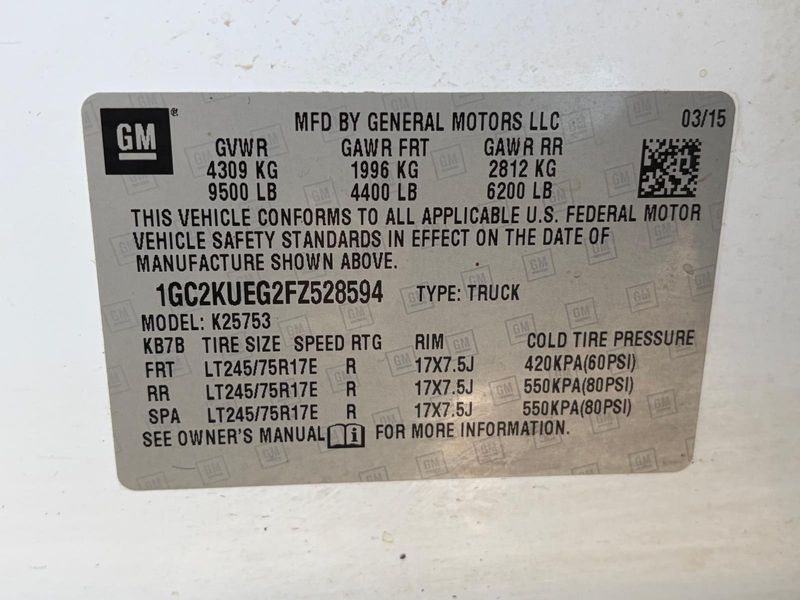 GM ® MFD BY GENERAL MOTORS LLC 03/15
GVWR GAWR FRT GAWR RR
4309 KG 1996 KG 2812 KG
9500 LB 4400 LB 6200 LB
THIS VEHICLE CONFORMS TO ALL APPLICABLE U.S. FEDERAL MOTOR
VEHICLE SAFETY STANDARDS IN EFFECT ON THE DATE OF
MANUFACTURE SHOWN ABOVE.
1GC2KUEG2FZ528594 TYPE: TRUCK
MODEL: K25753
KB7B TIRE SIZE SPEED RTG RIM COLD TIRE PRESSURE
FRT LT245/75R17E R 17X7.5J 420KPA(60PSI)
RR LT245/75R17E R 17X7.5J 550KPA(80PSI)
SPA LT245/75R17E R 17X7.5J 550KPA(80PSI)
SEE OWNER'S MANUAL FOR MORE INFORMATION.